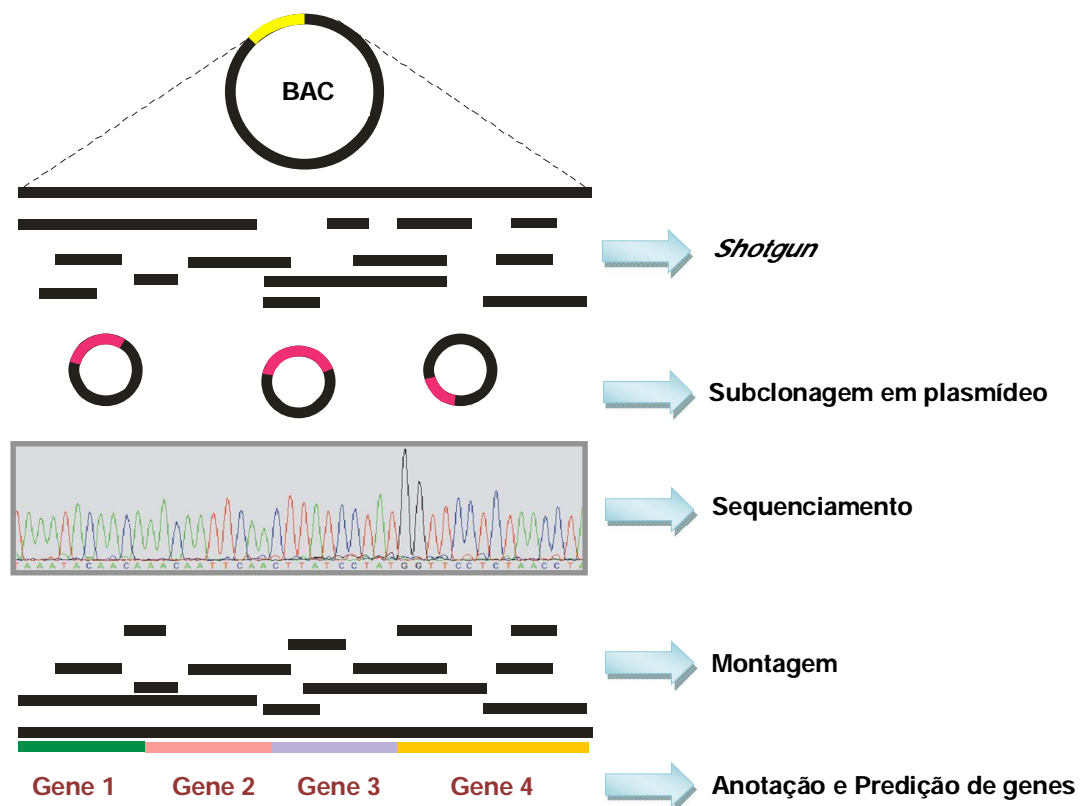 BAC
Shotgun
Subclonagem em plasmídeo
Sequenciamento
TAAATACAACAAACAATTCAACTTATCCTATGGTTCCTCTAACCTA
Montagem
Gene 1 Gene 2 Gene 3 Gene 4
Anotação e Predição de genes